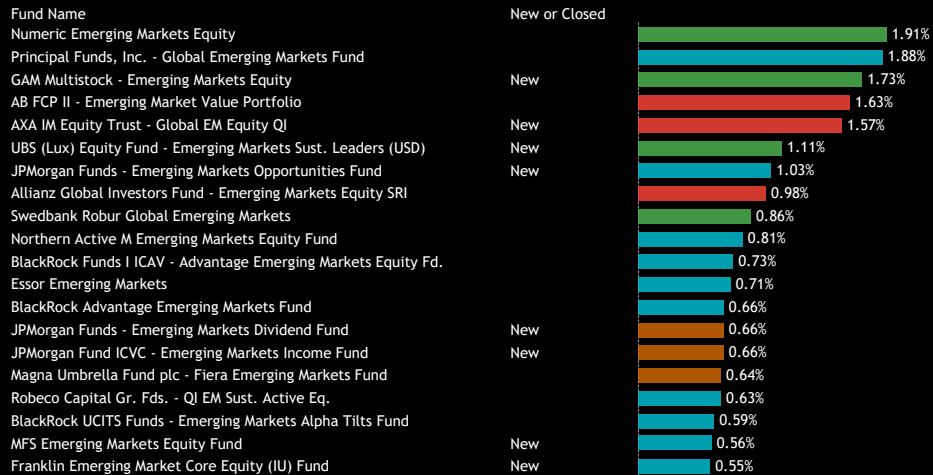 Fund Name New or Closed
Numeric Emerging Markets Equity 1.91%
Principal Funds, Inc. - Global Emerging Markets Fund 1.88%
GAM Multistock - Emerging Markets Equity New 1.73%
AB FCP II - Emerging Market Value Portfolio 1.63%
AXA IM Equity Trust - Global EM Equity QI New 1.57%
UBS (Lux) Equity Fund - Emerging Markets Sust. Leaders (USD) New 1.11%
JPMorgan Funds - Emerging Markets Opportunities Fund New 1.03%
Allianz Global Investors Fund - Emerging Markets Equity SRI 0.98%
Swedbank Robur Global Emerging Markets 0.86%
Northern Active M Emerging Markets Equity Fund 0.81%
BlackRock Funds I ICAV - Advantage Emerging Markets Equity Fd. 0.73%
Essor Emerging Markets 0.71%
BlackRock Advantage Emerging Markets Fund 0.66%
JPMorgan Funds - Emerging Markets Dividend Fund New 0.66%
JPMorgan Fund ICVC - Emerging Markets Income Fund New 0.66%
Magna Umbrella Fund plc - Fiera Emerging Markets Fund 0.64%
Robeco Capital Gr. Fds. - QI EM Sust. Active Eq. 0.63%
BlackRock UCITS Funds - Emerging Markets Alpha Tilts Fund 0.59%
MFS Emerging Markets Equity Fund New 0.56%
Franklin Emerging Market Core Equity (IU) Fund New 0.55%